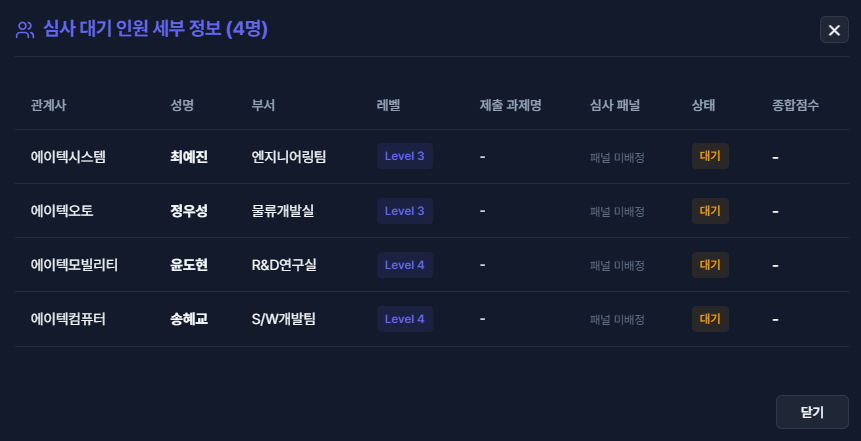 심사 대기 인원 세부 정보 (4명)
관계사 성명 부서 레벨 제출 과제명 심사 패널 상태 종합점수
에이텍시스템 최예진 엔지니어링팀 Level 3 - 패널 미배정 대기 -
에이텍오토 정우성 물류개발실 Level 3 - 패널 미배정 대기 -
에이텍모빌리티 윤도현 R&D연구실 Level 4 - 패널 미배정 대기 -
에이텍컴퓨터 송혜교 S/W개발팀 Level 4 - 패널 미배정 대기 -
닫기